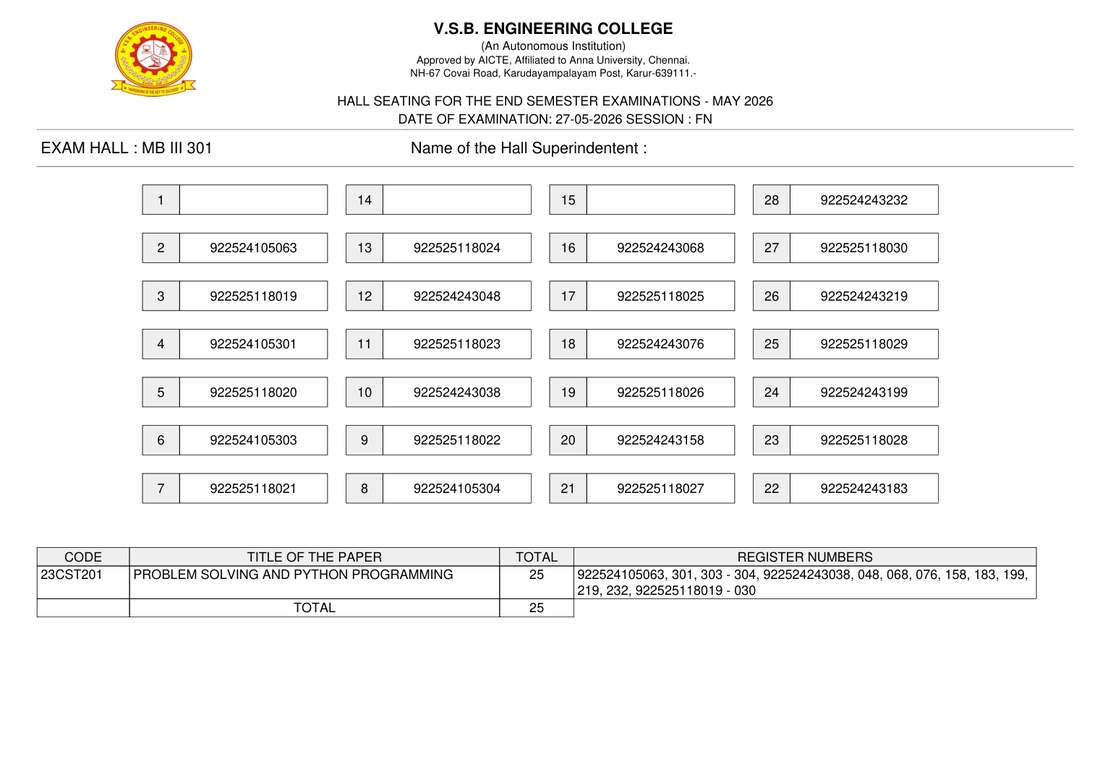 V.S.B. ENGINEERING COLLEGE
(An Autonomous Institution)
Approved by AICTE, Affiliated to Anna University, Chennai.
NH-67 Covai Road, Karudayampalayam Post, Karur-639111.-
HALL SEATING FOR THE END SEMESTER EXAMINATIONS - MAY 2026
DATE OF EXAMINATION: 27-05-2026 SESSION : FN
EXAM HALL : MB III 301 Name of the Hall Superindentent :
1 14 15 28 922524243232
2 922524105063 13 922525118024 16 922524243068 27 922525118030
3 922525118019 12 922524243048 17 922525118025 26 922524243219
4 922524105301 11 922525118023 18 922524243076 25 922525118029
5 922525118020 10 922524243038 19 922525118026 24 922524243199
6 922524105303 9 922525118022 20 922524243158 23 922525118028
7 922525118021 8 922524105304 21 922525118027 22 922524243183
CODE TITLE OF THE PAPER TOTAL REGISTER NUMBERS
23CST201 PROBLEM SOLVING AND PYTHON PROGRAMMING 25 922524105063, 301, 303 - 304, 922524243038, 048, 068, 076, 158, 183, 199,
219, 232, 922525118019 - 030
TOTAL 25